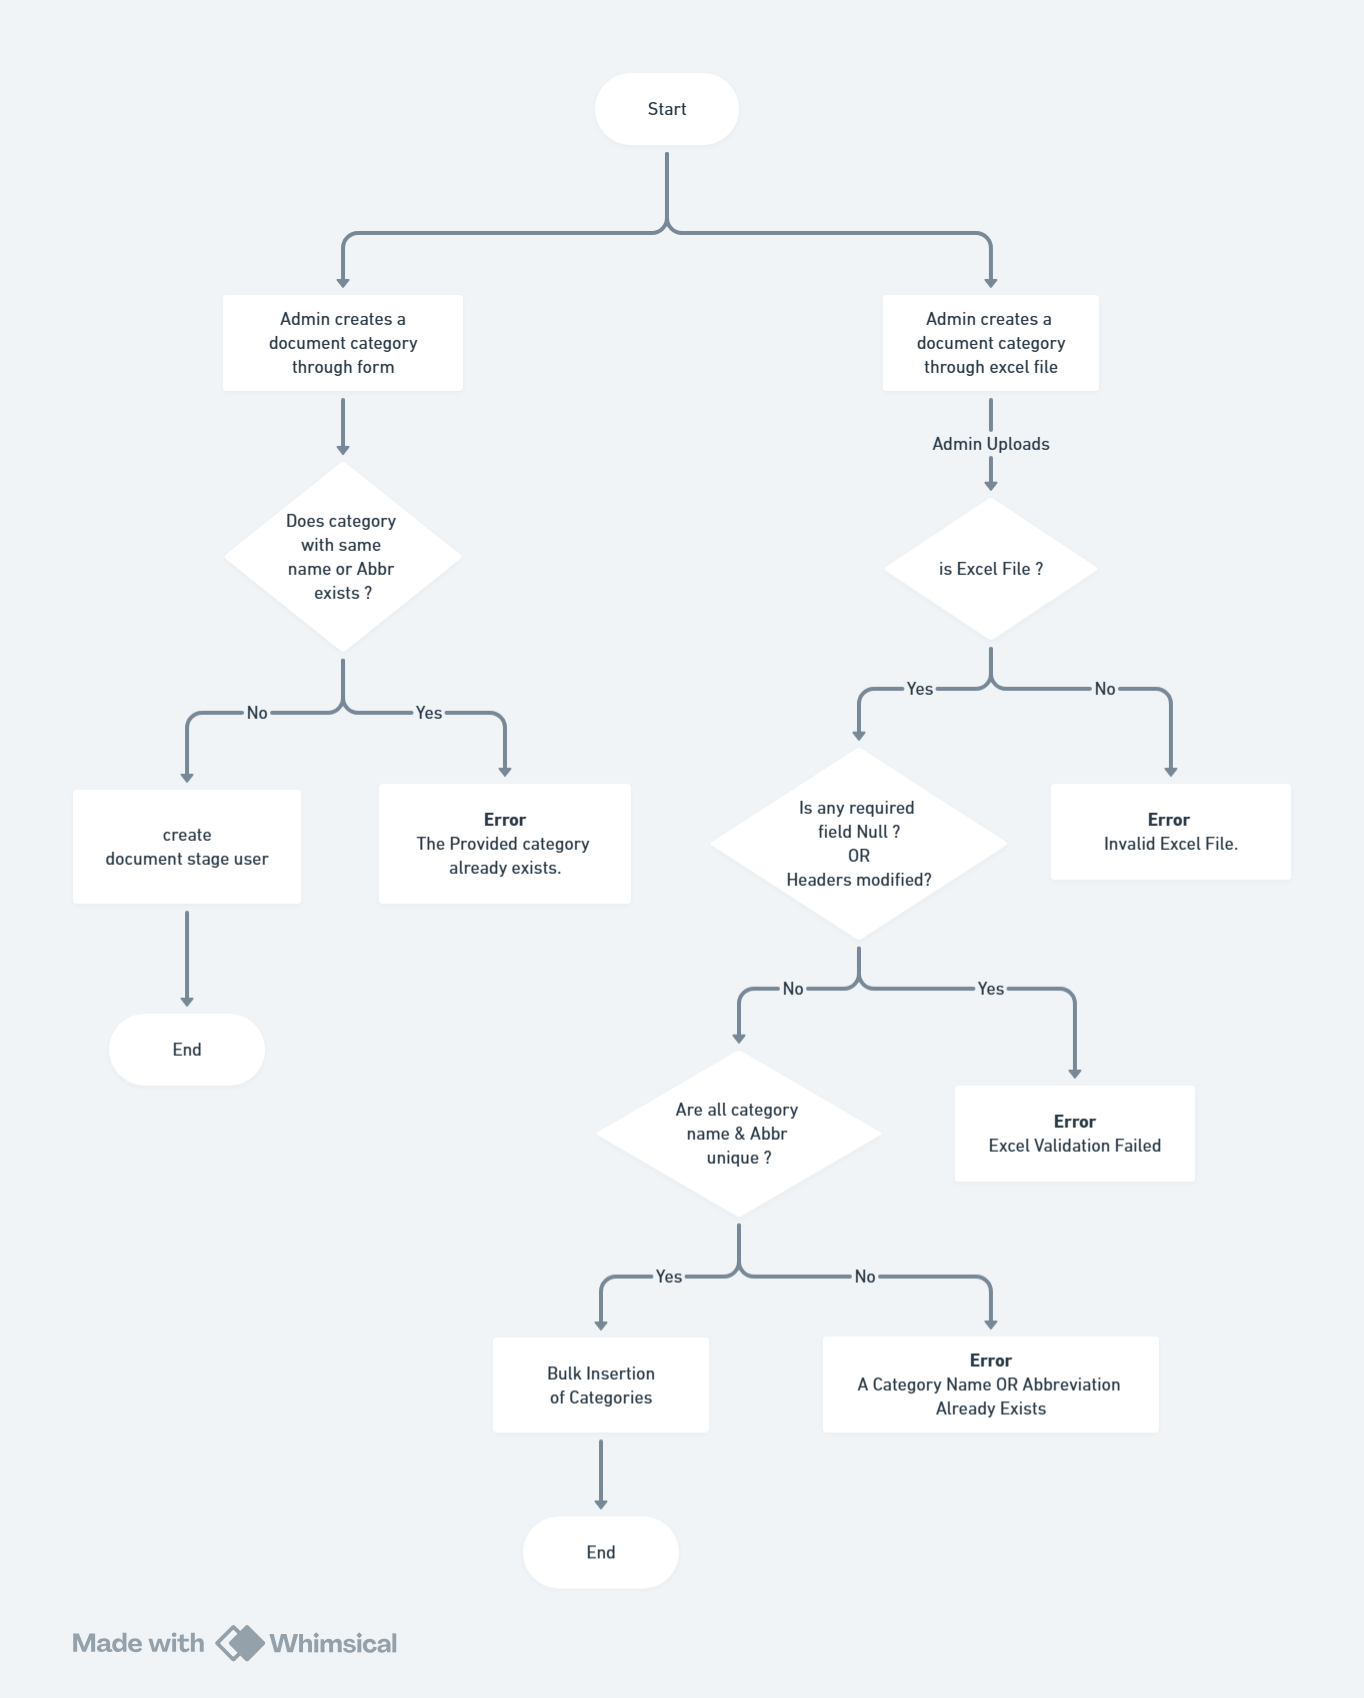 Start
Admin creates a
document category
through form
Admin creates a
document category
through excel file
Admin Uploads
Does category
with same
name or Abbr
exists ?
is Excel File ?
No
Yes
Yes
No
create
document stage user
Error
The Provided category
already exists.
Is any required
field Null ?
OR
Headers modified?
Error
Invalid Excel File.
No
Yes
End
Are all category
name & Abbr
unique ?
Error
Excel Validation Failed
Yes
No
Bulk Insertion
of Categories
Error
A Category Name OR Abbreviation
Already Exists
End
Made with Whimsical